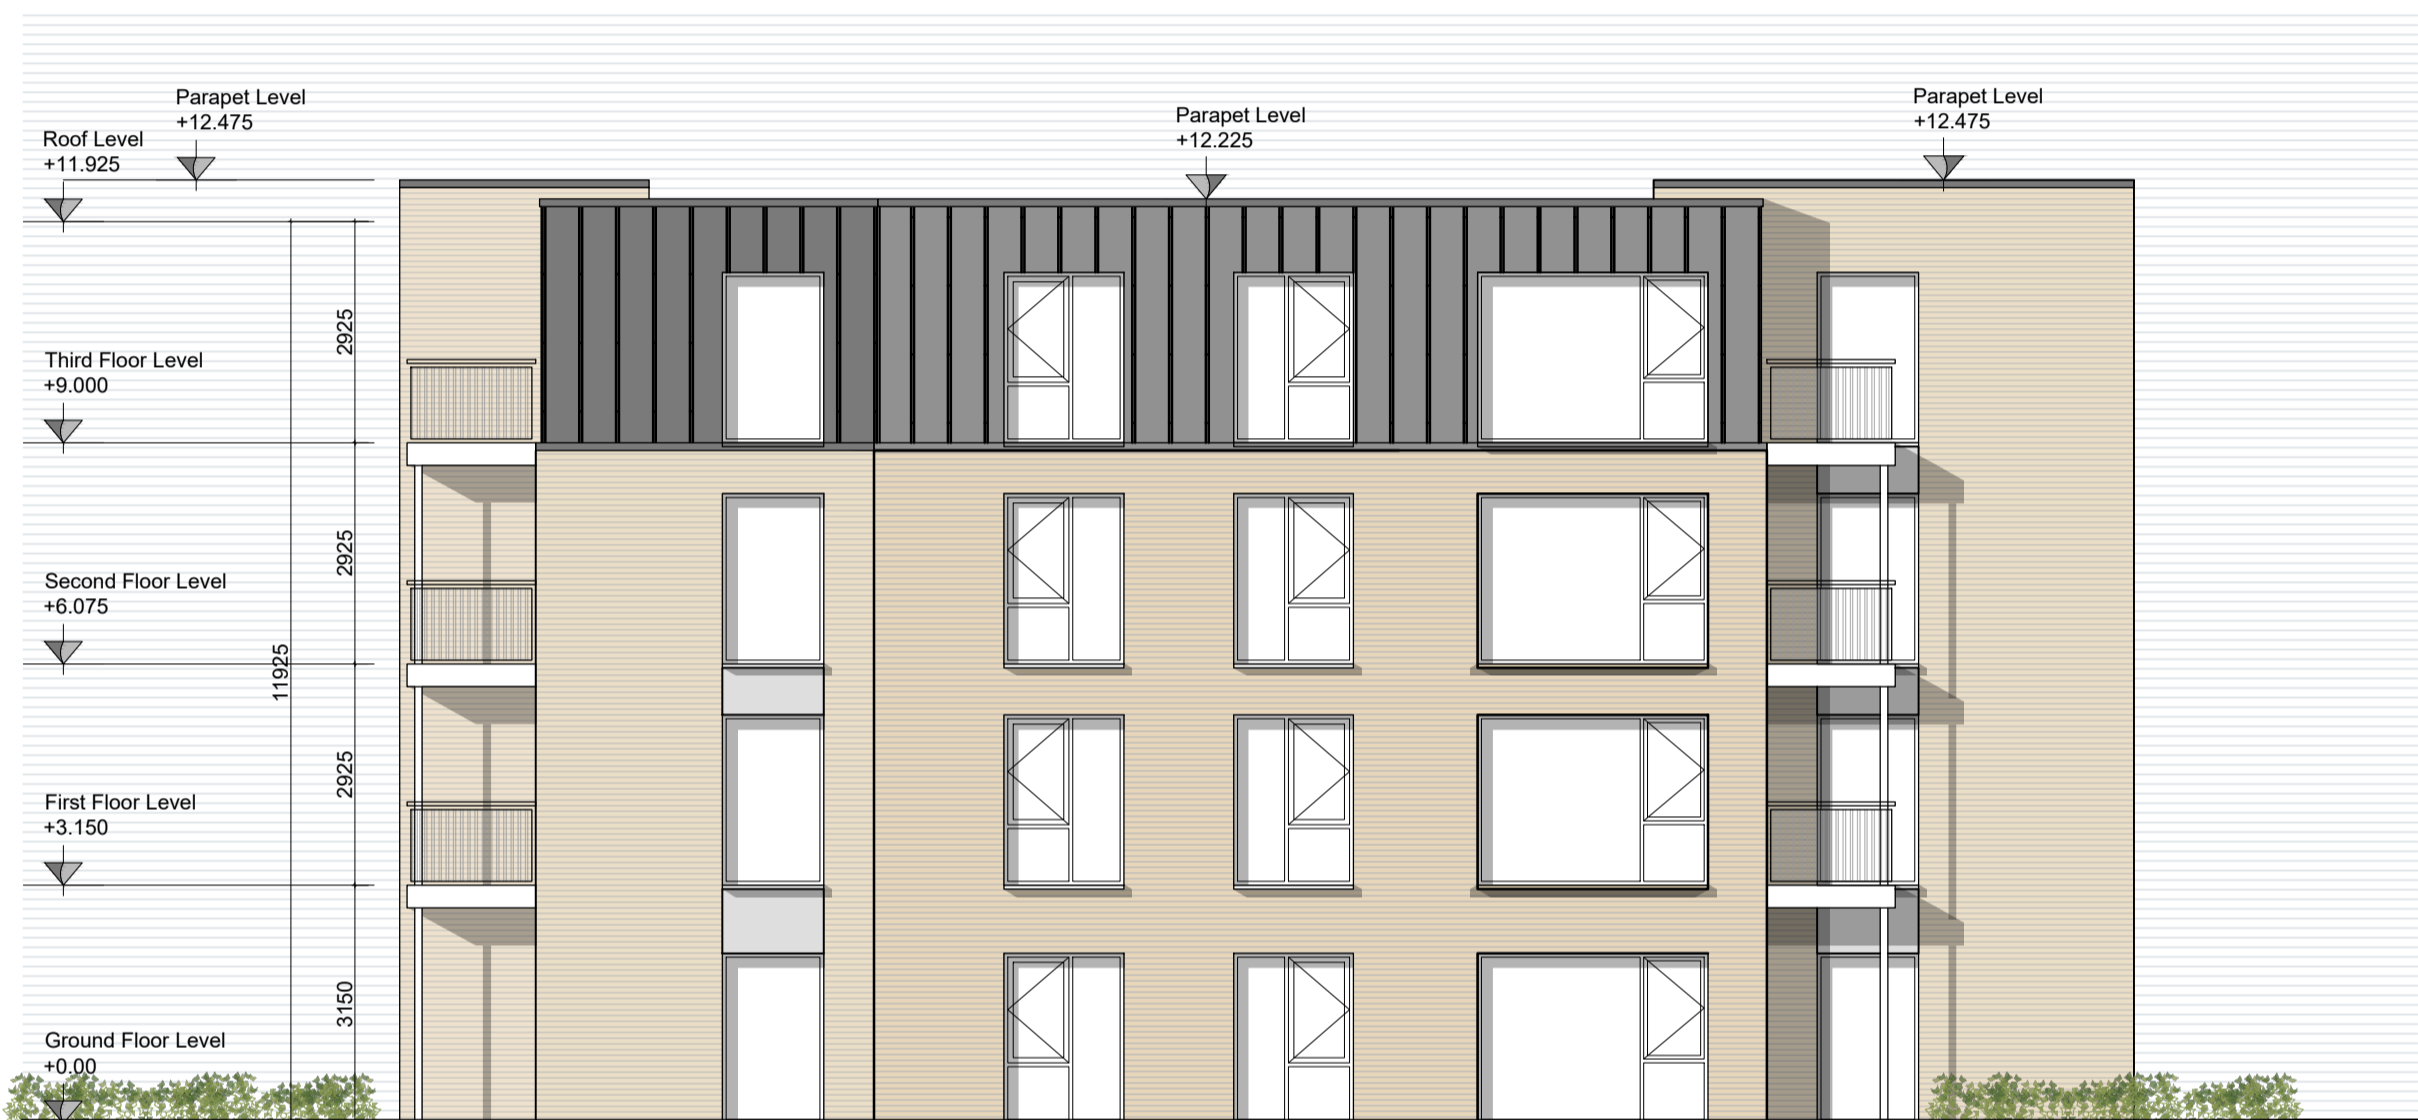 Parapet Level
+12.475
Roof Level
+11.925
Parapet Level
+12.225
Parapet Level
+12.475
2925
Third Floor Level
+9.000
2925
Second Floor Level
+6.075
11925
2925
First Floor Level
+3.150
3150
Ground Floor Level
+0.00